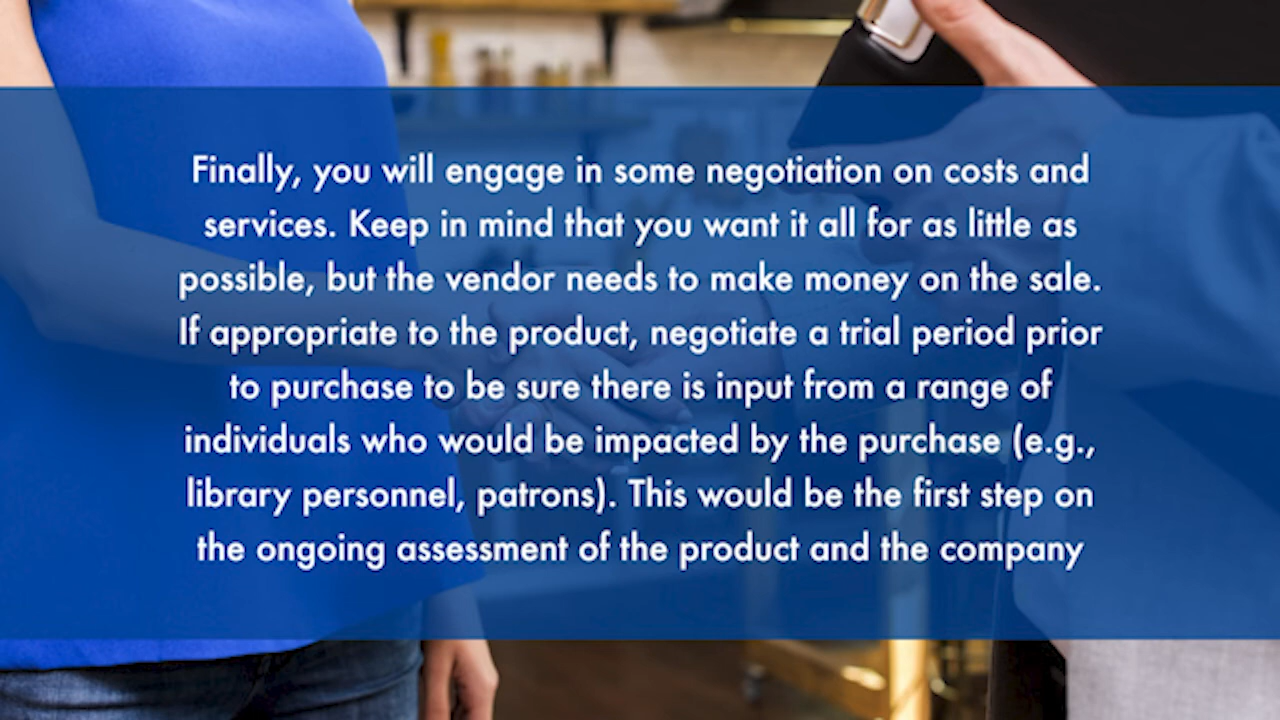 Finally, you will engage in some negotiation on costs and
services. Keep in mind that you want it all for as little as
possible, but the vendor needs to make money on the sale.
If appropriate to the product, negotiate a trial period prior
to purchase to be sure there is input from a range of
individuals who would be impacted by the purchase (e.g.,
library personnel, patrons). This would be the first step on
the ongoing assessment of the product and the company